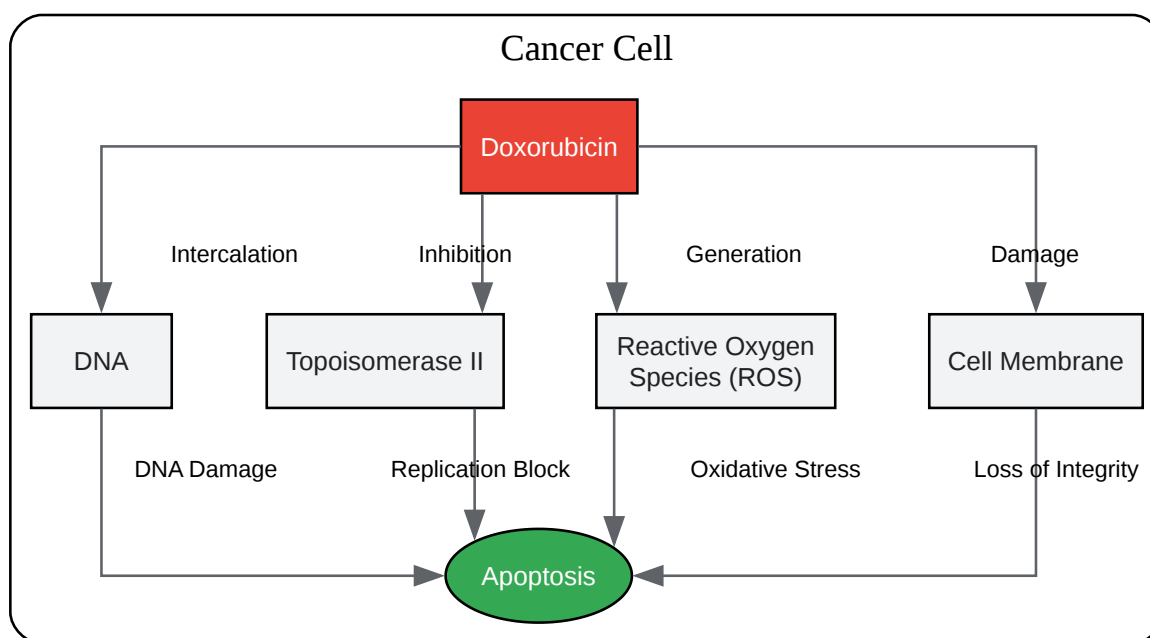 Cancer Cell
Doxorubicin
Intercalation
Inhibition
Generation
Damage
DNA
Topoisomerase II
Reactive Oxygen
Species (ROS)
Cell Membrane
DNA Damage
Replication Block
Oxidative Stress
Loss of Integrity
Apoptosis